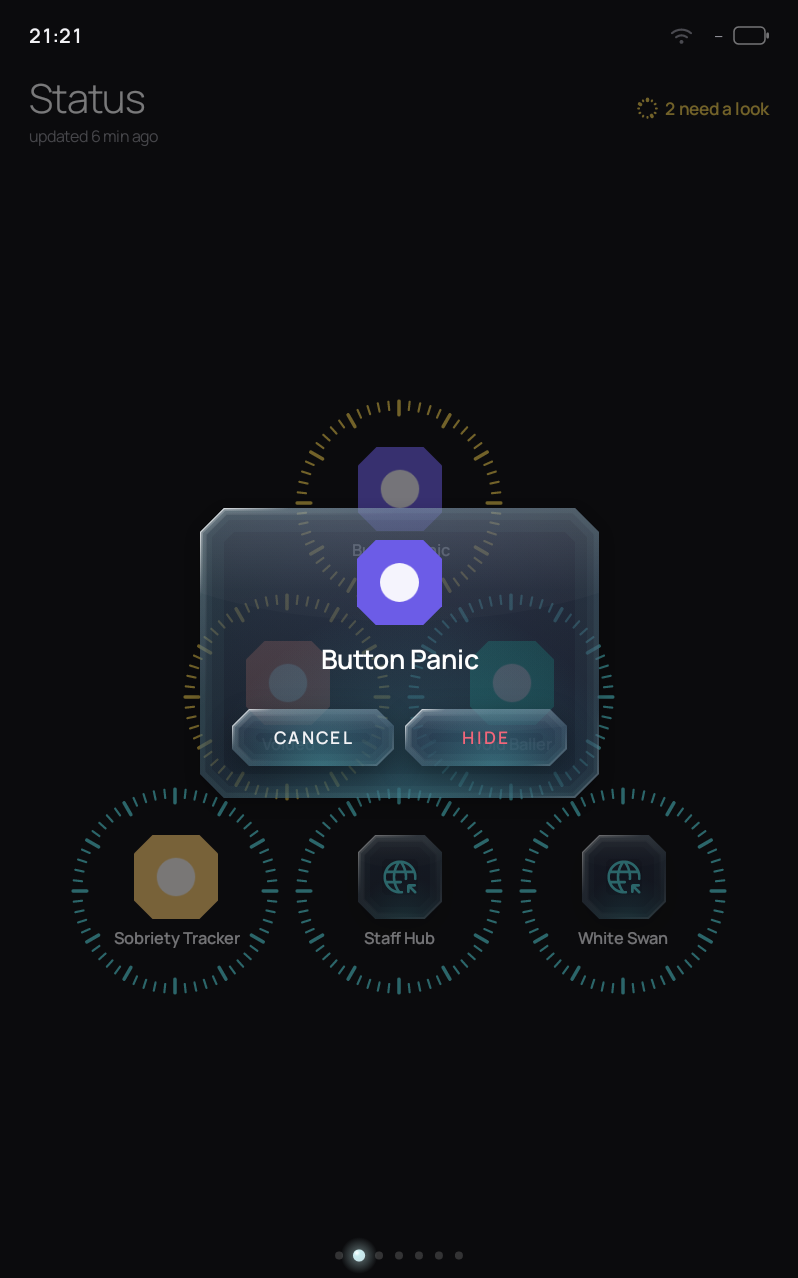 21:21
Status
updated 6 min ago
2 need a look
Button Panic
CANCEL
HIDE
Sobriety Tracker
Staff Hub
White Swan